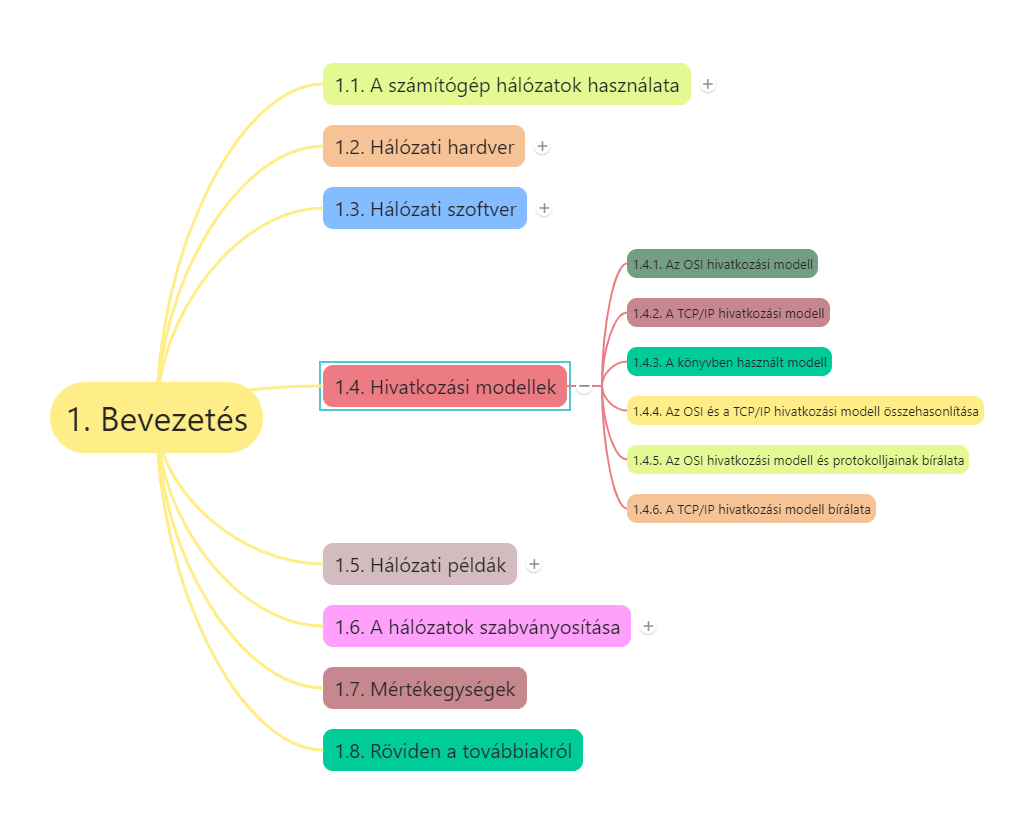 1. Bevezetés
1.1. A számítógép hálózatok használata
1.2. Hálózati hardver
1.3. Hálózati szoftver
1.4. Hivatkozási modellek
1.4.1. Az OSI hivatkozási modell
1.4.2. A TCP/IP hivatkozási modell
1.4.3. A könyvben használt modell
1.4.4. Az OSI és a TCP/IP hivatkozási modell összehasonlítása
1.4.5. Az OSI hivatkozási modell és protokolljainak bírálata
1.4.6. A TCP/IP hivatkozási modell bírálata
1.5. Hálózati példák
1.6. A hálózatok szabványosítása
1.7. Mértékegységek
1.8. Röviden a továbbiakról